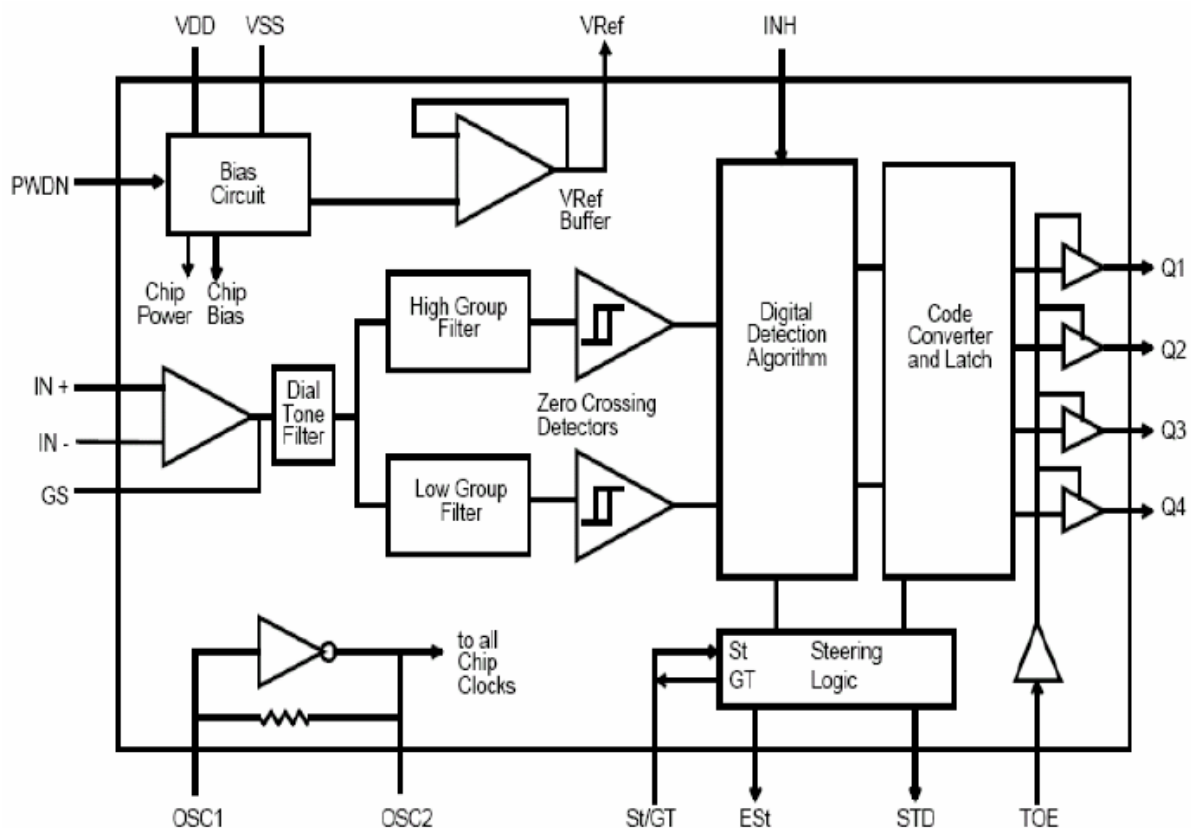 VDD
VSS
VRef
INH
PWDN
Bias
Circuit
VRef
Buffer
Chip
Power
Chip
Bias
High Group
Filter
Digital
Detection
Algorithm
Code
Converter
and Latch
Q1
Q2
Q3
Q4
IN +
IN -
GS
Dial
Tone
Filter
Zero Crossing
Detectors
Low Group
Filter
to all
Chip
Clocks
St
GT
Steering
Logic
OSC1
OSC2
St/GT
ESt
STD
TOE